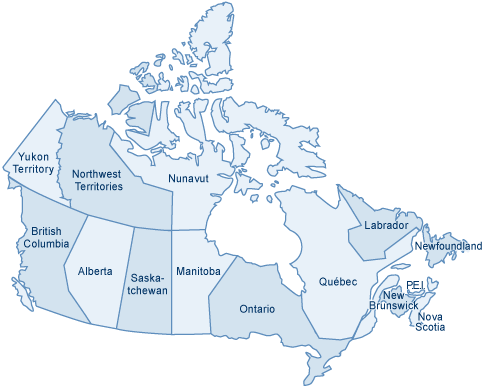 Yukon
Territory
Northwest
Territories
Nunavut
British
Columbia
Alberta
Saska-
tchewan
Manitoba
Ontario
Québec
Labrador
Newfoundland
P.E.I.
New
Brunswick
Nova
Scotia